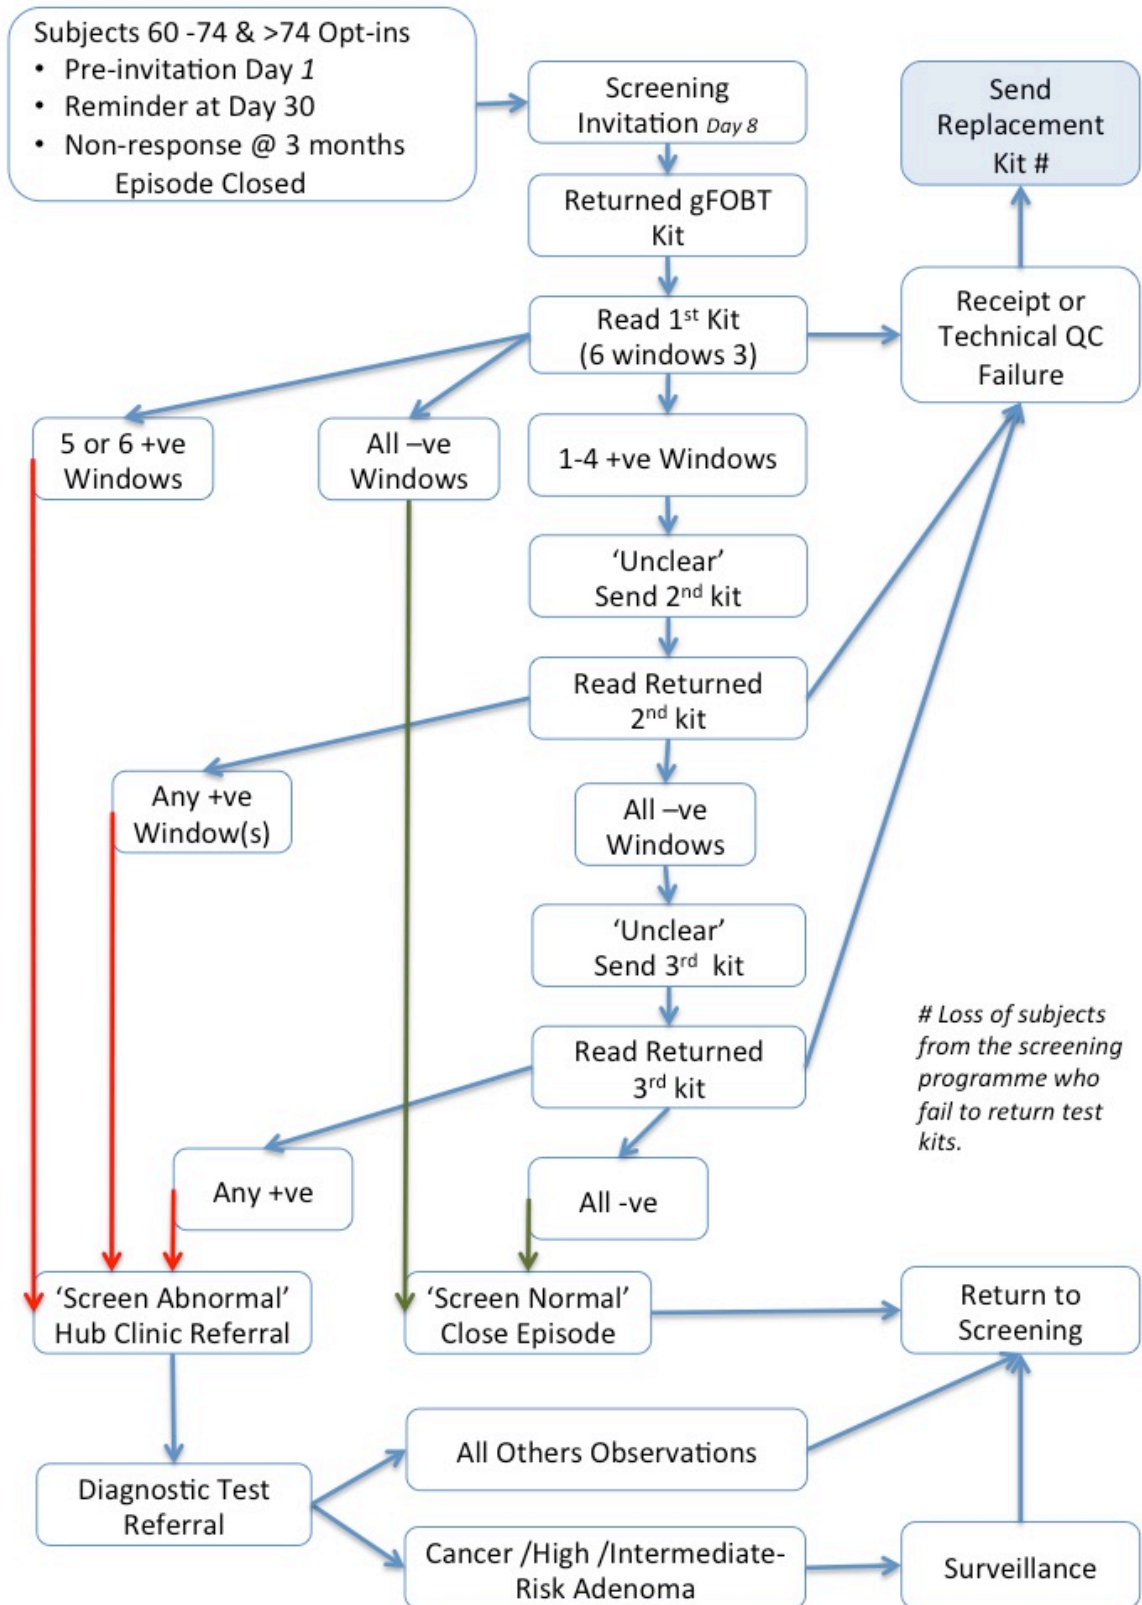 Subjects 60 -74 & >74 Opt-ins
• Pre-invitation Day 1
• Reminder at Day 30
• Non-response @ 3 months
Episode Closed
Screening
Invitation Day 8
Send
Replacement
Kit #
Returned gFOBT
Kit
Read 1st Kit
(6 windows 3)
Receipt or
Technical QC
Failure
5 or 6 +ve
Windows
All –ve
Windows
1-4 +ve Windows
‘Unclear’
Send 2nd kit
Read Returned
2nd kit
Any +ve
Window(s)
All –ve
Windows
‘Unclear’
Send 3rd kit
Read Returned
3rd kit
# Loss of subjects
from the screening
programme who
fail to return test
kits.
Any +ve
All -ve
‘Screen Abnormal’
Hub Clinic Referral
‘Screen Normal’
Close Episode
Return to
Screening
All Others Observations
Diagnostic Test
Referral
Cancer /High /Intermediate-
Risk Adenoma
Surveillance